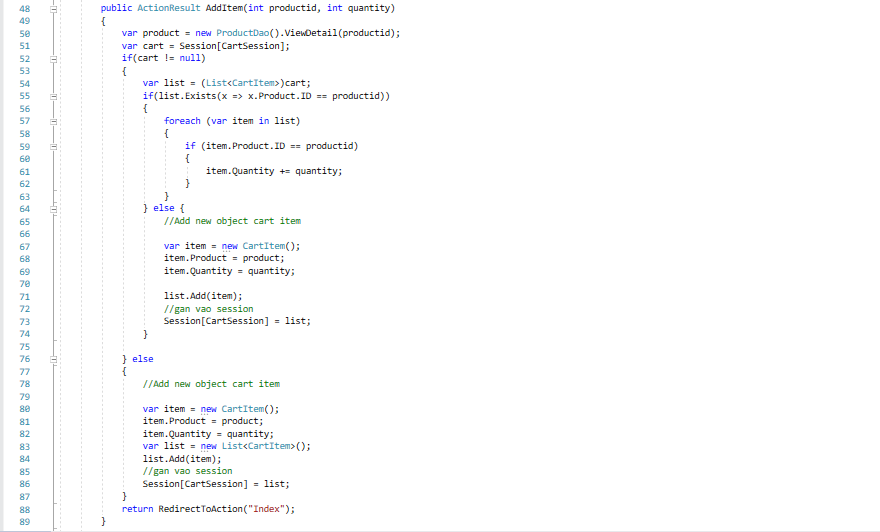 48 public ActionResult AddItem(int productid, int quantity)
49 {
50 var product = new ProductDao().ViewDetail(productid);
51 var cart = Session[CartSession];
52 if(cart != null)
53 {
54 var list = (List<CartItem>)cart;
55 if(list.Exists(x => x.Product.ID == productid))
56 {
57 foreach (var item in list)
58 {
59 if (item.Product.ID == productid)
60 {
61 item.Quantity += quantity;
62 }
63 }
64 } else {
65 //Add new object cart item
66
67 var item = new CartItem();
68 item.Product = product;
69 item.Quantity = quantity;
70
71 list.Add(item);
72 //gan vao session
73 Session[CartSession] = list;
74 }
75
76 } else
77 {
78 //Add new object cart item
79
80 var item = new CartItem();
81 item.Product = product;
82 item.Quantity = quantity;
83 var list = new List<CartItem>();
84 list.Add(item);
85 //gan vao session
86 Session[CartSession] = list;
87 }
88 return RedirectToAction("Index");
89 }